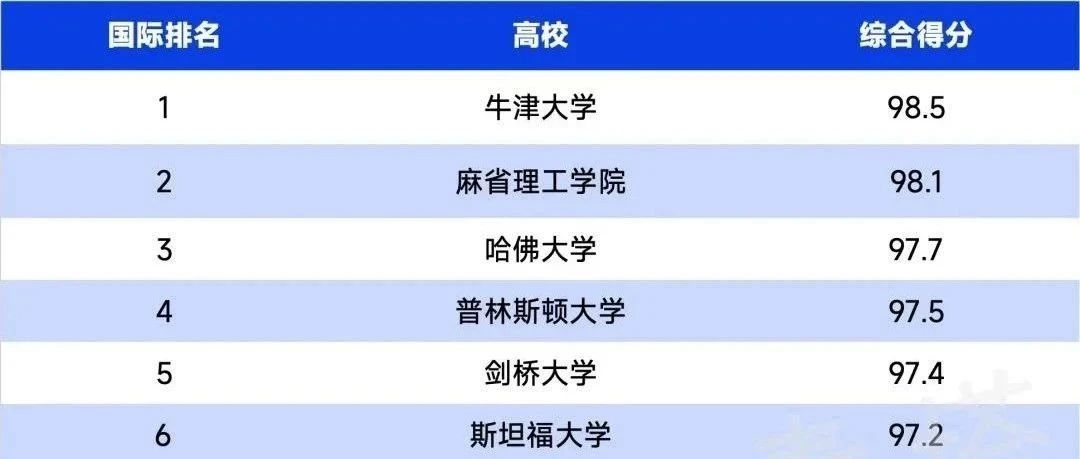 国际排名 高校 综合得分
1 牛津大学 98.5
2 麻省理工学院 98.1
3 哈佛大学 97.7
4 普林斯顿大学 97.5
5 剑桥大学 97.4
6 斯坦福大学 97.2